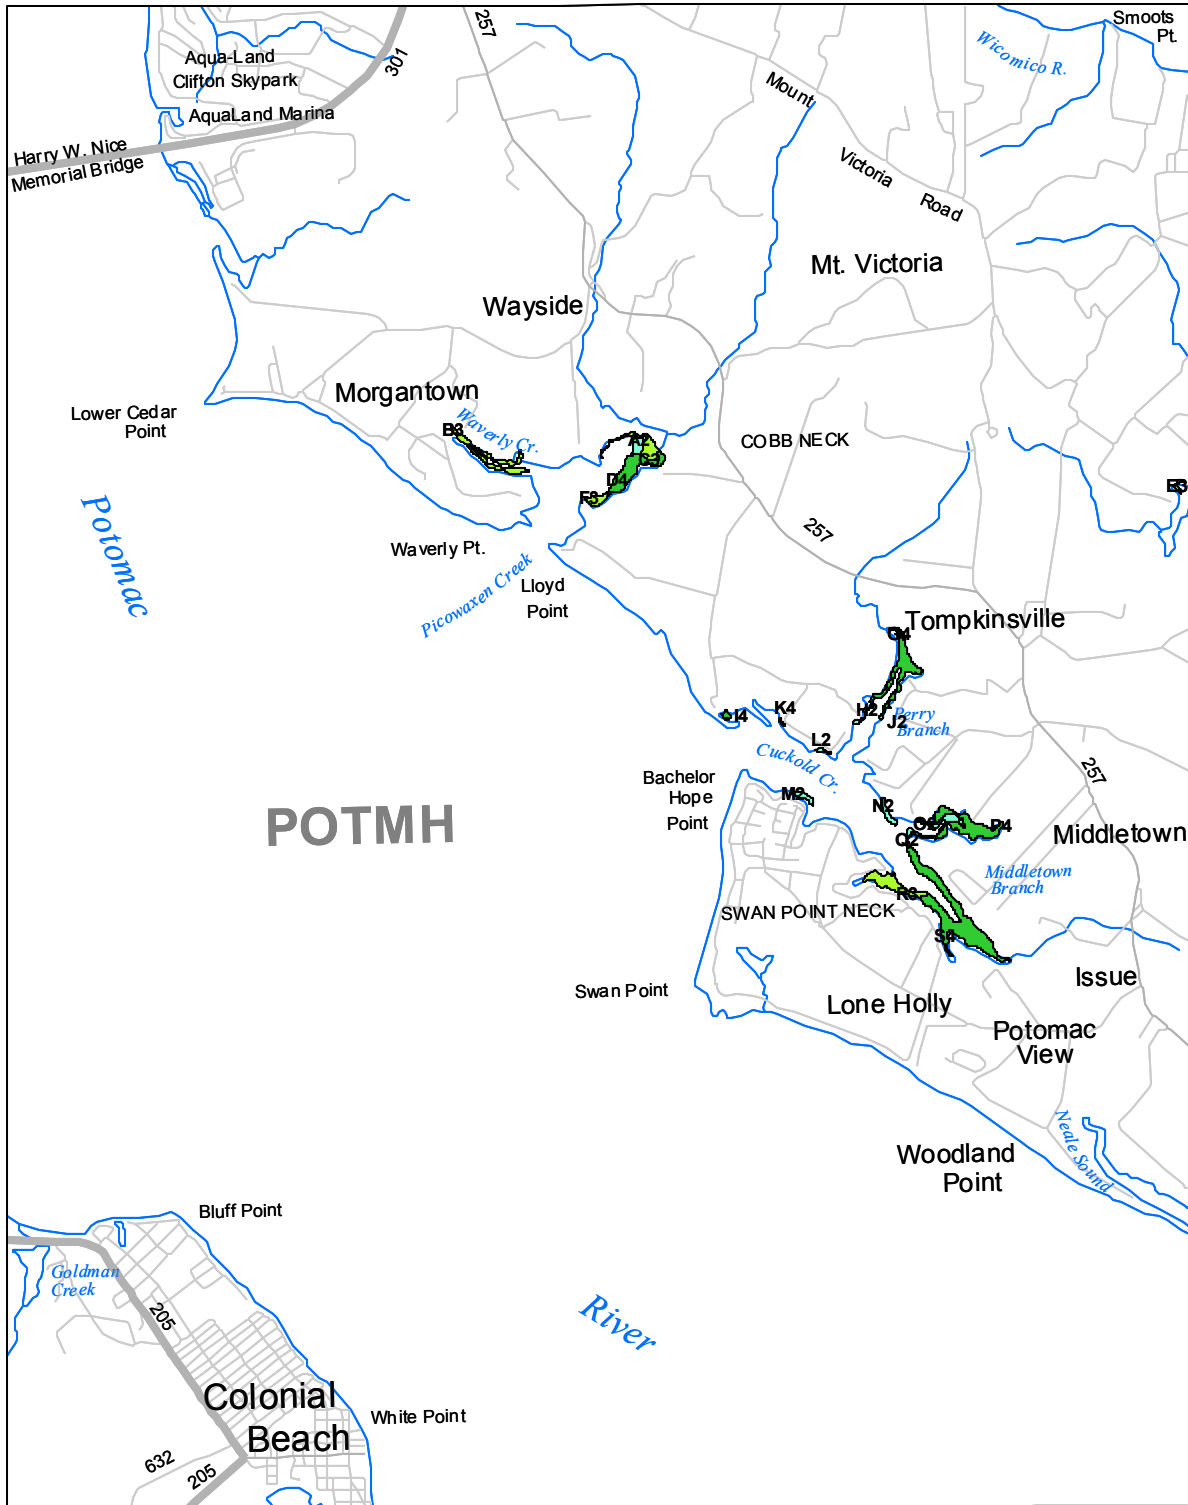 257
Smoots
Pt.
Wicomico R.
Aqua-Land
Clifton Skypark
301
Mount
AquaLand Marina
Harry W. Nice
Memorial Bridge
Victoria
Road
Mt. Victoria
Wayside
Morgantown
Lower Cedar
Point
B3
Waverly Cr.
A2
C3
COBB NECK
D4
F3
E3
Potomac
257
Waverly Pt.
Picowaxen Creek
Lloyd
Point
Tompkinsville
G4
I4
K4
H2
J2
Perry
Branch
L2
Cuckold Cr.
257
Bachelor
Hope
Point
M2
N2
POTMH
O2
P4
Middletown
Q2
Middletown
Branch
R3
SWAN POINT NECK
S4
Issue
Swan Point
Lone Holly
Potomac
View
Neale Sound
Woodland
Point
Bluff Point
Goldman
Creek
205
River
Colonial
Beach
White Point
632
205